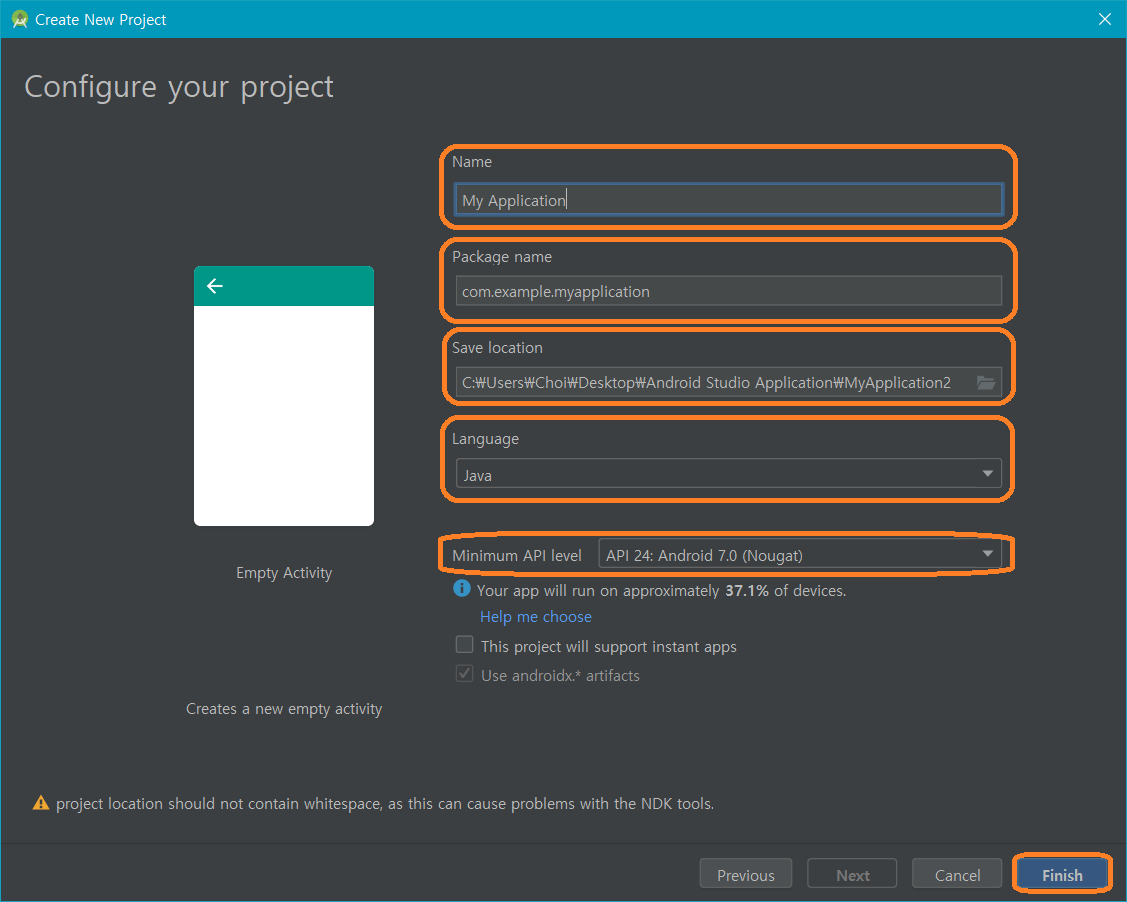 Create New Project
Configure your project
Name
My Application
Package name
com.example.myapplication
Save location
C:₩Users₩Choi₩Desktop₩Android Studio Application₩MyApplication2
Language
Java
Minimum API level API 24: Android 7.0 (Nougat)
Your app will run on approximately 37.1% of devices.
Help me choose
This project will support instant apps
Use androidx.* artifacts
Empty Activity
Creates a new empty activity
project location should not contain whitespace, as this can cause problems with the NDK tools.
Previous Next Cancel Finish